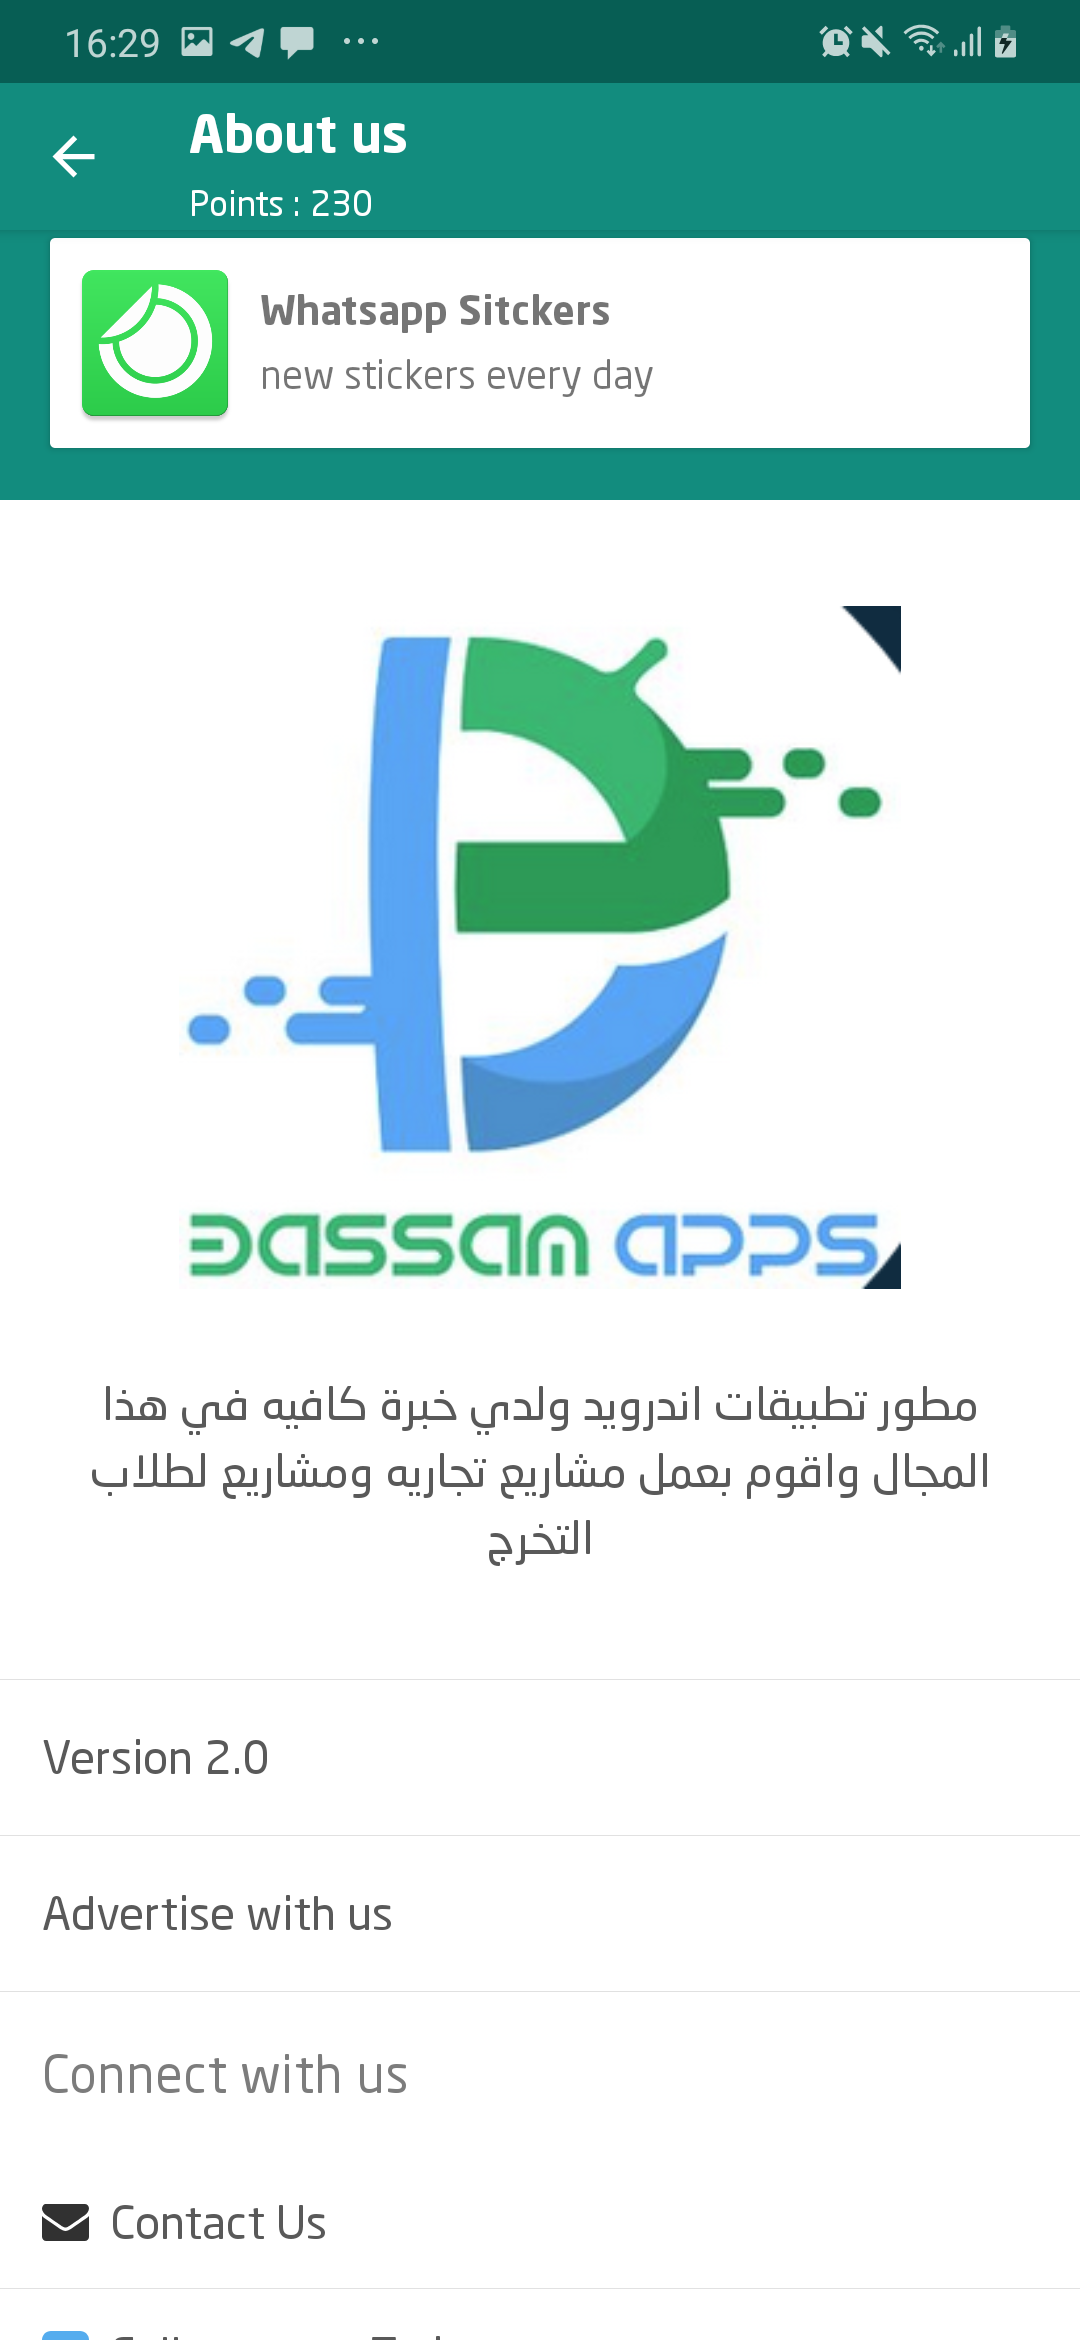 16:29
About us
Points : 230
Whatsapp Sitckers
new stickers every day
BASSAM APPS
مطور تطبيقات اندرويد ولدي خبرة كافيه في هذا
المجال واقوم بعمل مشاريع تجاريه ومشاريع لطلاب
التخرج
Version 2.0
Advertise with us
Connect with us
Contact Us